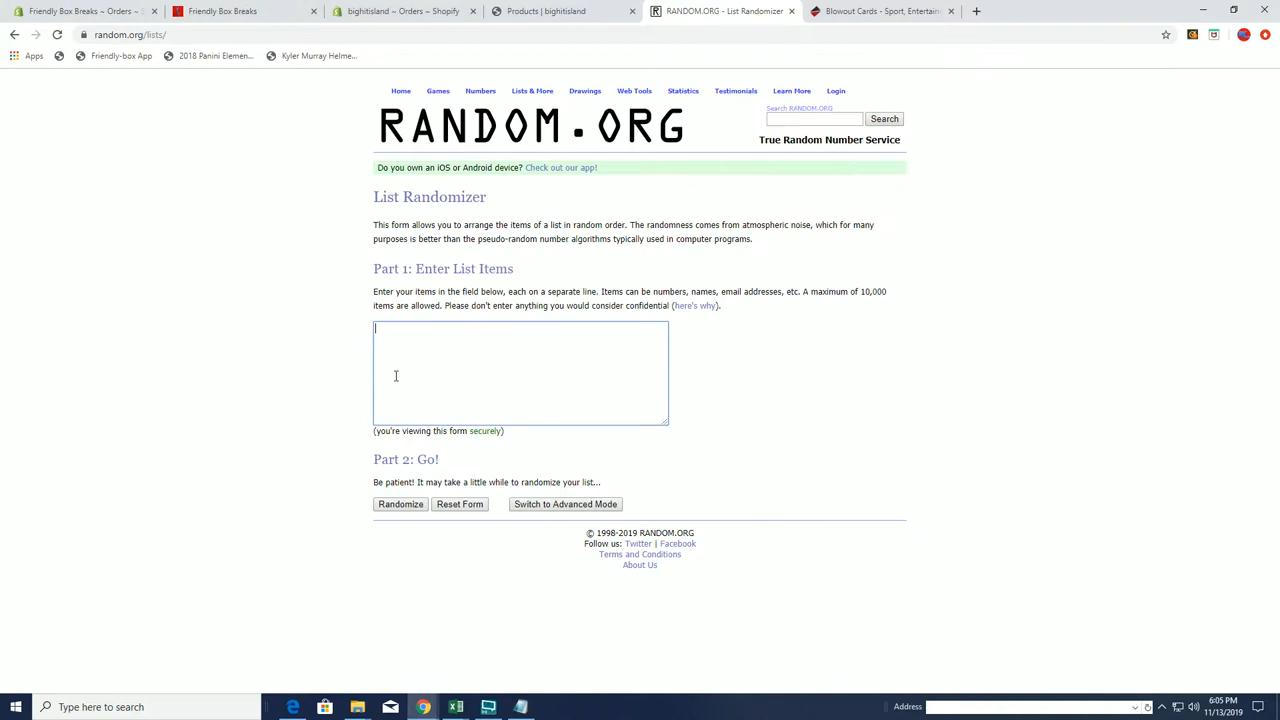 Friendly Box Breaks ~ Orders ~ S
Friendly Box Breaks
bighitisland ~ Orders ~ Shopify
Products | bighitisland
RANDOM.ORG - List Randomizer
Blowout Cards - Sport, Entertain
random.org/lists/
Apps
Friendly-box App
2018 Panini Elemen...
Kyler Murray Helme...
Home Games Numbers Lists & More Drawings Web Tools Statistics Testimonials Learn More Login
Search RANDOM.ORG
RANDOM.ORG
Search
True Random Number Service
Do you own an iOS or Android device? Check out our app!
List Randomizer
This form allows you to arrange the items of a list in random order. The randomness comes from atmospheric noise, which for many
purposes is better than the pseudo-random number algorithms typically used in computer programs.
Part 1: Enter List Items
Enter your items in the field below, each on a separate line. Items can be numbers, names, email addresses, etc. A maximum of 10,000
items are allowed. Please don't enter anything you would consider confidential (here's why).
(you're viewing this form securely)
Part 2: Go!
Be patient! It may take a little while to randomize your list...
Randomize Reset Form Switch to Advanced Mode
© 1998-2019 RANDOM.ORG
Follow us: Twitter | Facebook
Terms and Conditions
About Us
Type here to search
Address
6:05 PM
11/13/2019